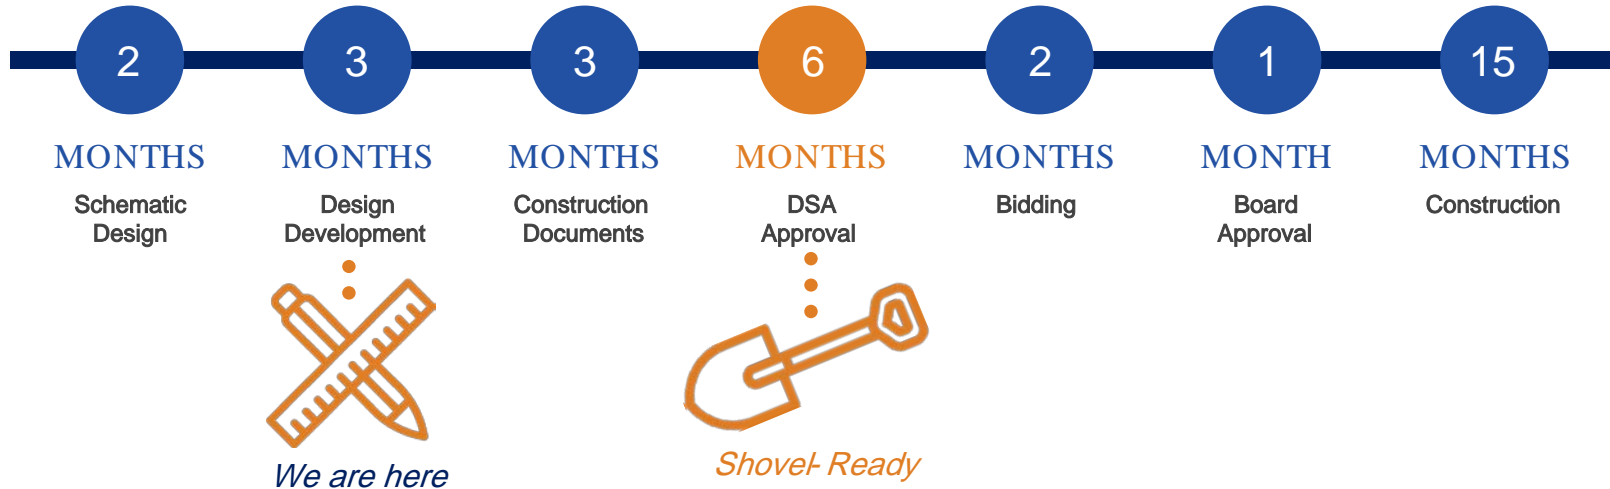 2
3
3
6
2
1
15
MONTHS
MONTHS
MONTHS
MONTHS
MONTHS
MONTH
MONTHS
Schematic
Design
Design
Development
Construction
Documents
DSA
Approval
Bidding
Board
Approval
Construction
We are here
Shovel- Ready